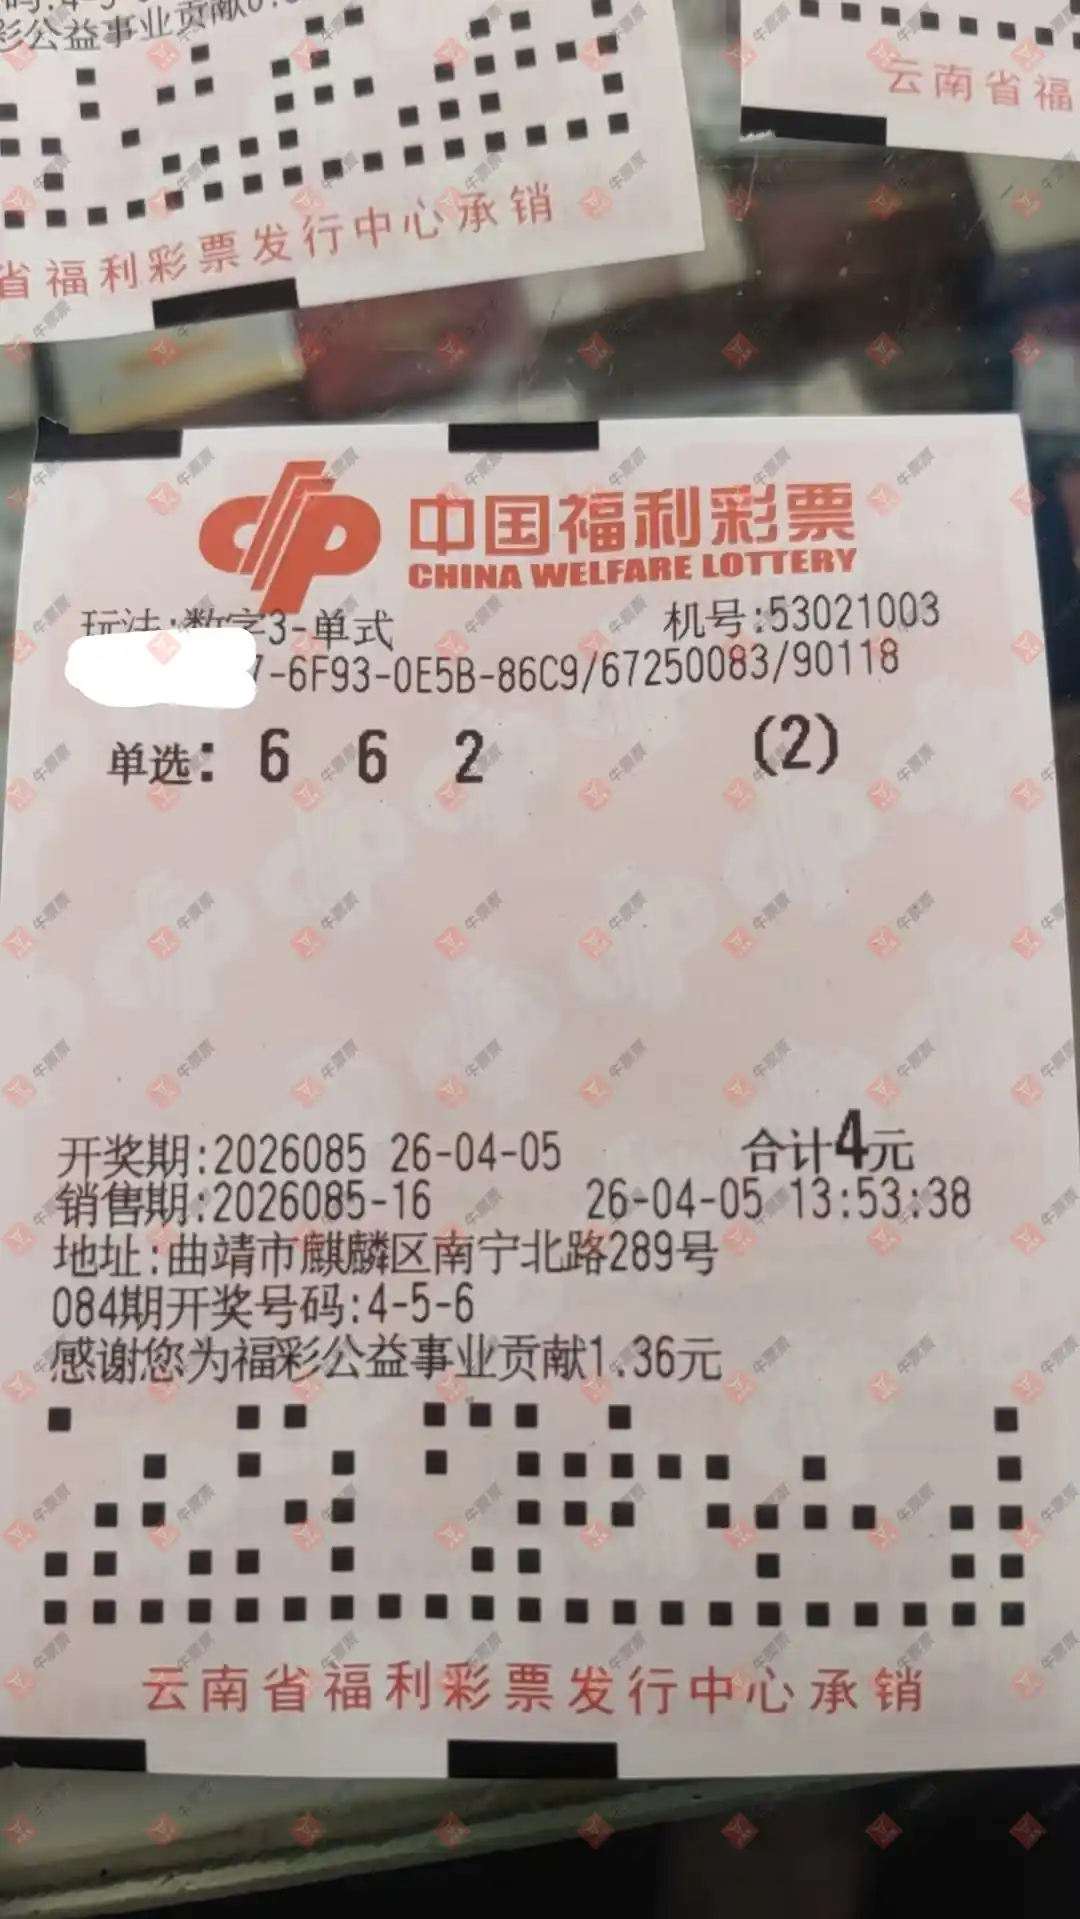 彩公益事业贡献0.
省福利彩票发行中心承销
云南省福
中国福利彩票
CHINA WELFARE LOTTERY
玩法:数字3-单式 机号:53021003
7-6F93-0E5B-86C9/67250083/90118
单选: 6 6 2 (2)
开奖期:2026085 26-04-05 合计4元
销售期:2026085-16 26-04-05 13:53:38
地址:曲靖市麒麟区南宁北路289号
084期开奖号码:4-5-6
感谢您为福彩公益事业贡献1.36元
云南省福利彩票发行中心承销
牛票票